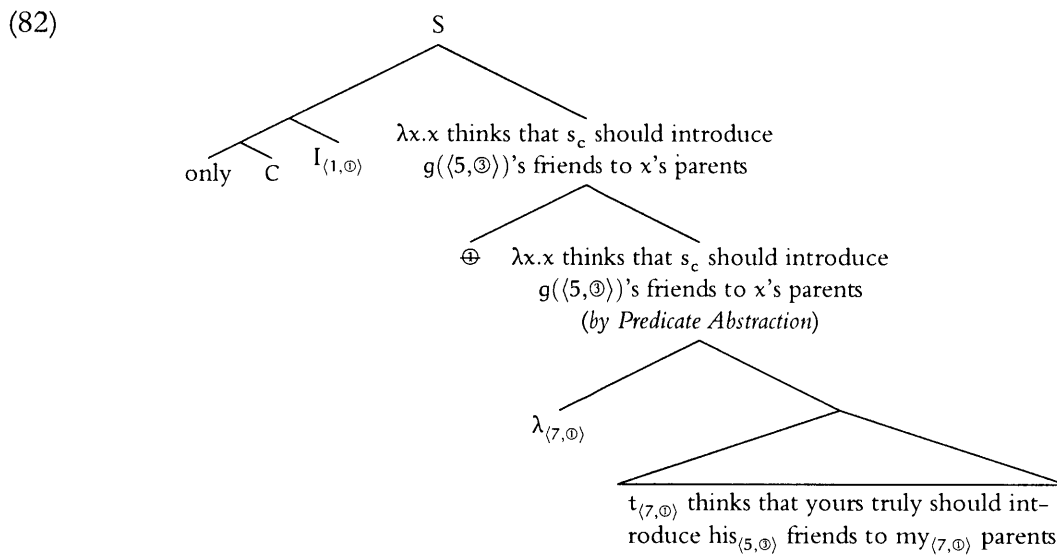 (82)
S
only C I⟨1,①⟩
λx.x thinks that s_c should introduce
g(⟨5,③⟩)'s friends to x's parents
①̶ λx.x thinks that s_c should introduce
g(⟨5,③⟩)'s friends to x's parents
(by Predicate Abstraction)
λ⟨7,①⟩
t⟨7,①⟩ thinks that yours truly should int-
roduce his⟨5,③⟩ friends to my⟨7,①⟩ parents